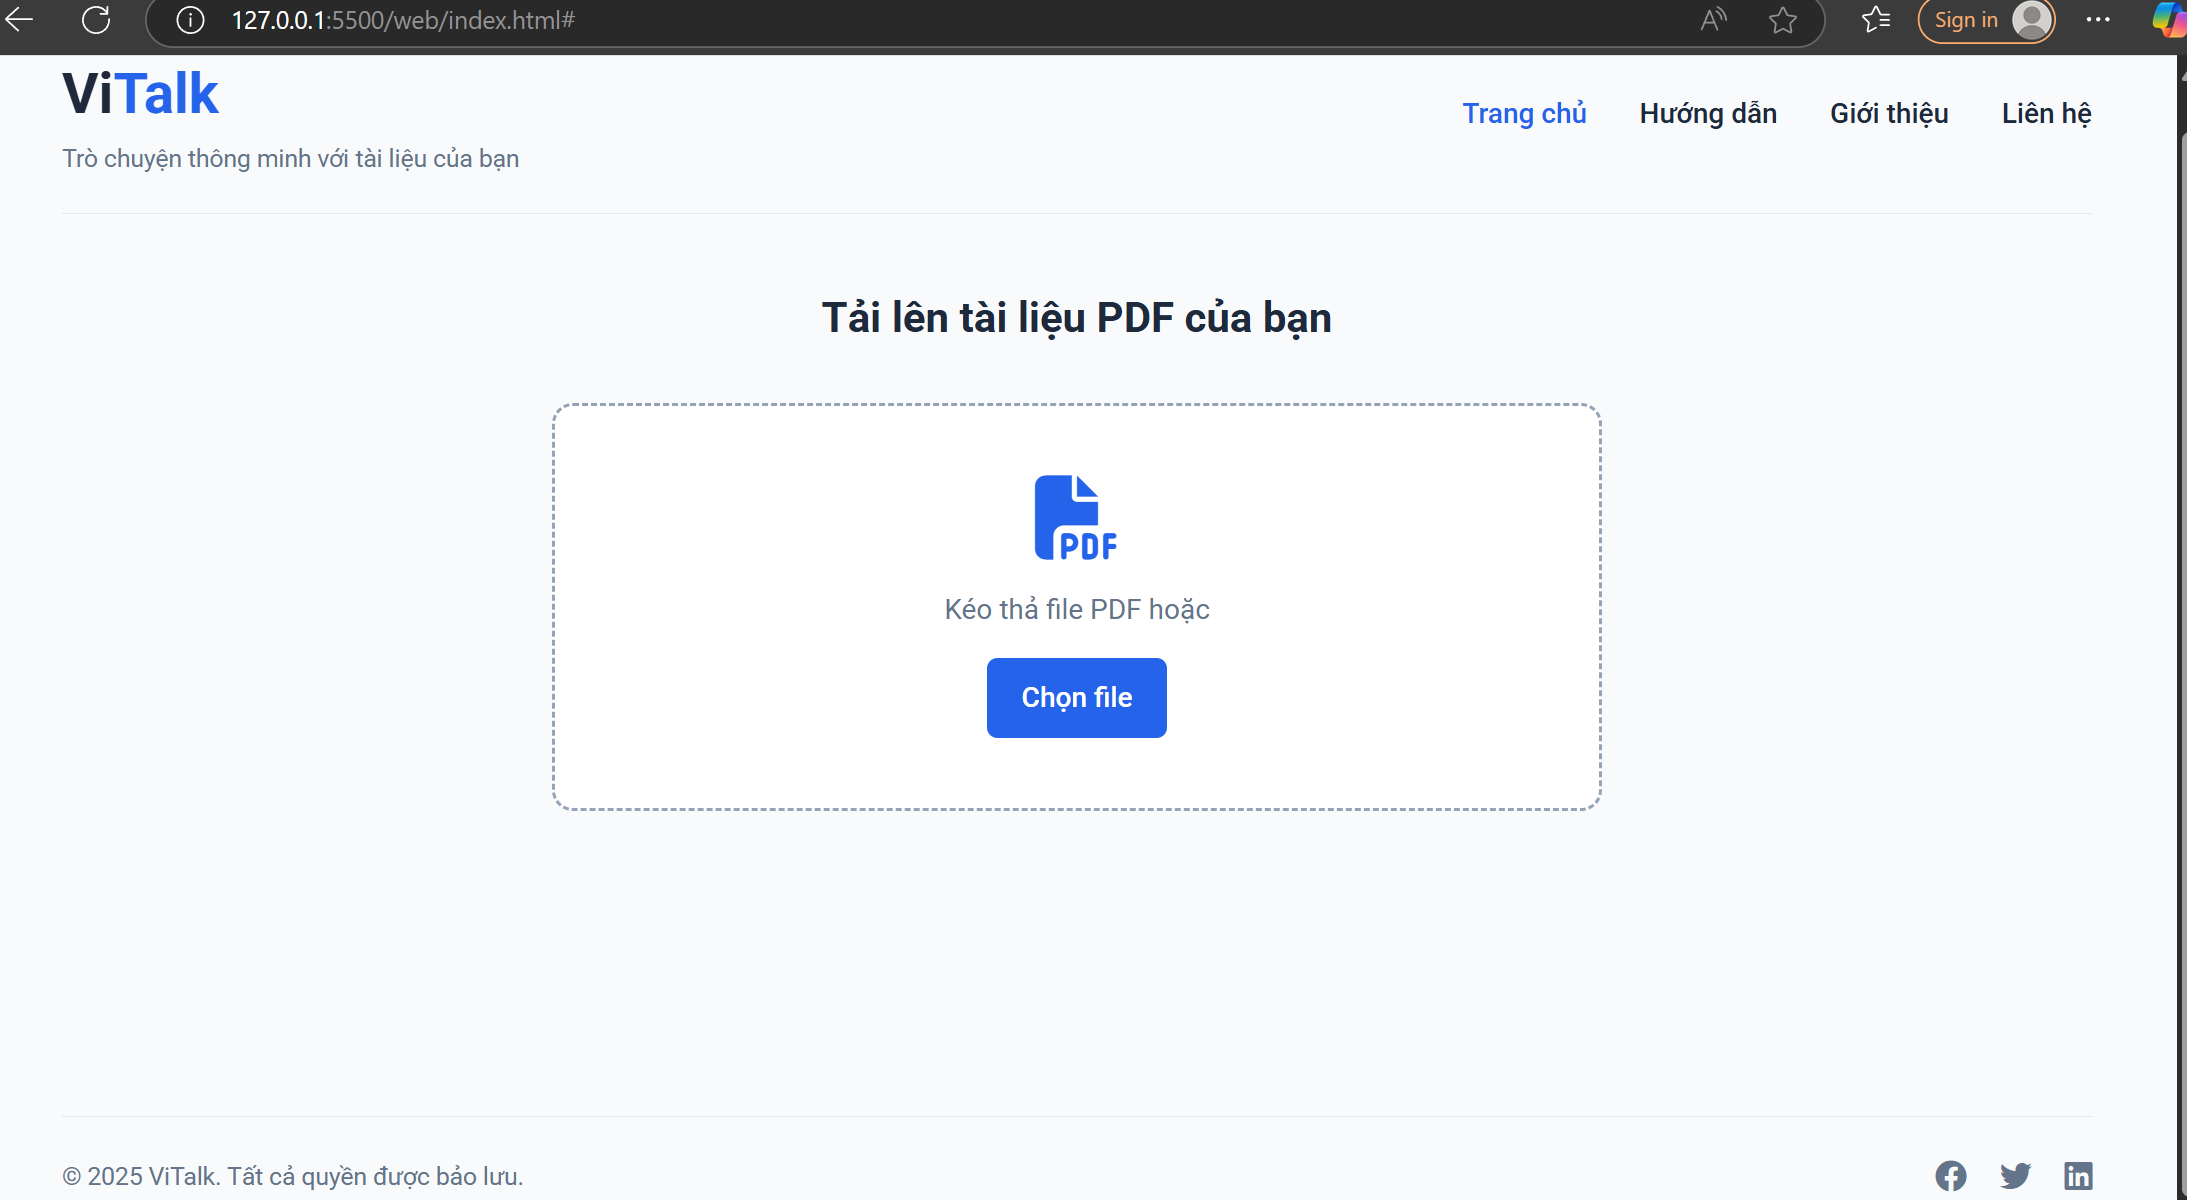 127.0.0.1:5500/web/index.html#
Sign in
ViTalk
Trò chuyện thông minh với tài liệu của bạn
Trang chủ
Hướng dẫn
Giới thiệu
Liên hệ
Tải lên tài liệu PDF của bạn
PDF
Kéo thả file PDF hoặc
Chọn file
© 2025 ViTalk. Tất cả quyền được bảo lưu.